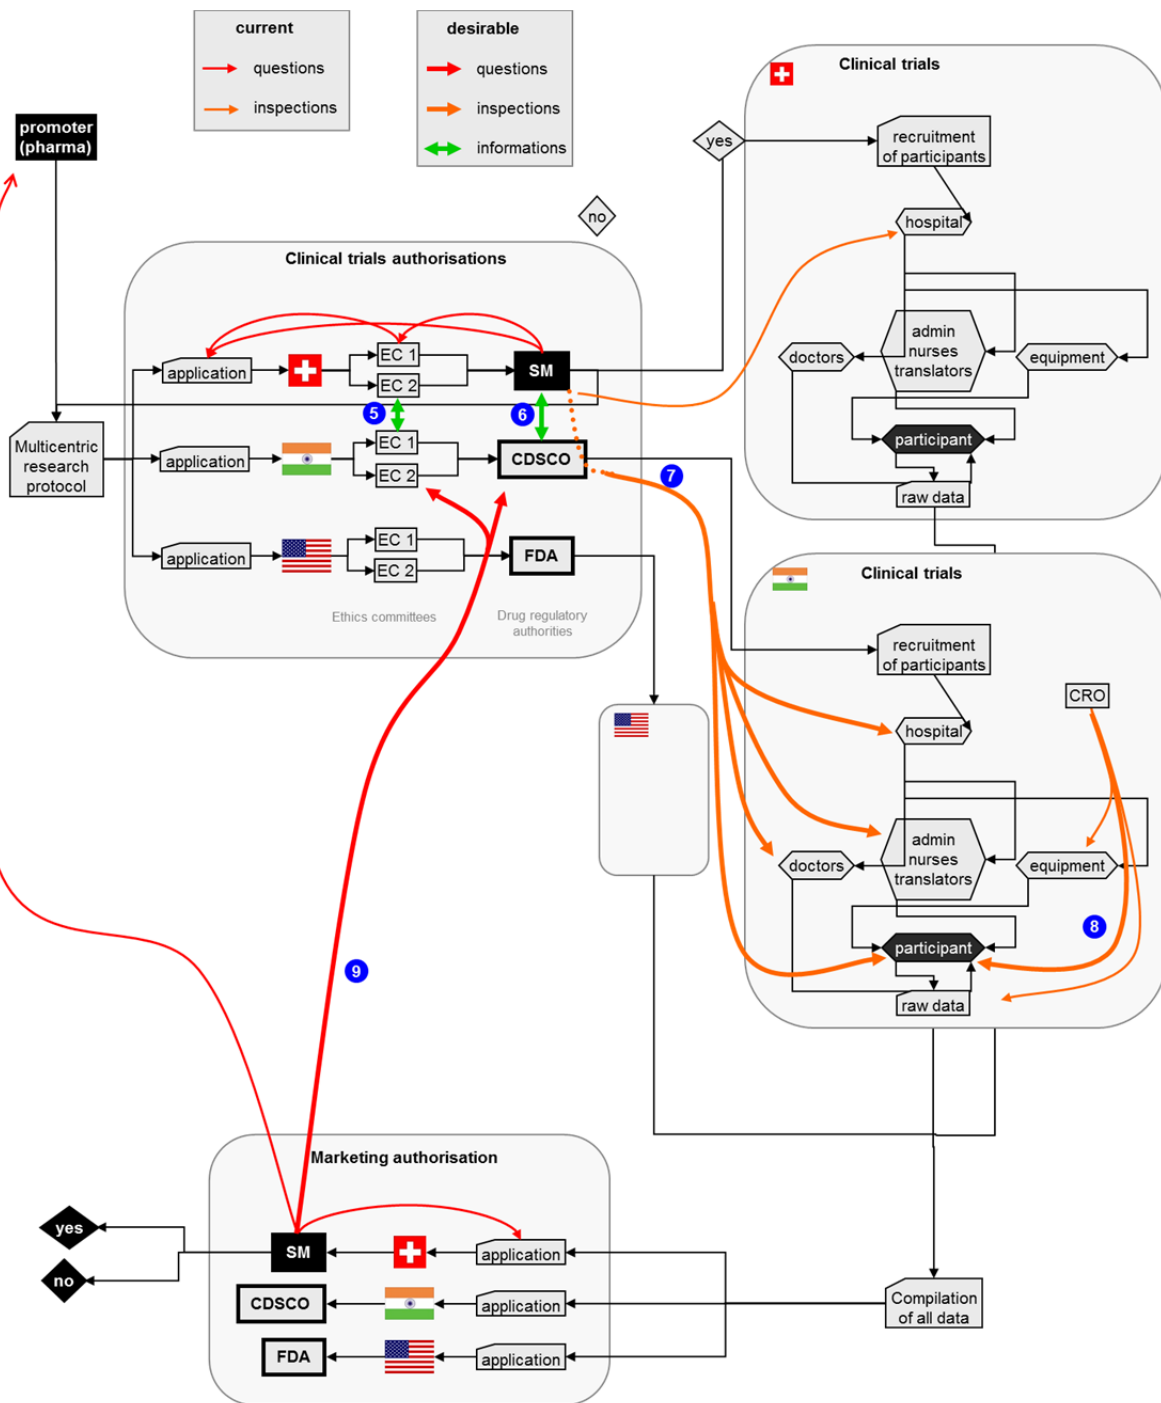 current
questions
inspections
desirable
questions
inspections
informations
promoter
(pharma)
no
yes
Clinical trials
recruitment
of participants
hospital
doctors
admin
nurses
translators
equipment
participant
raw data
Clinical trials authorisations
application
EC 1
EC 2
SM
5
6
Multicentric
research
protocol
application
EC 1
EC 2
CDSCO
7
application
EC 1
EC 2
FDA
Ethics committees
Drug regulatory
authorities
Clinical trials
recruitment
of participants
CRO
hospital
doctors
admin
nurses
translators
equipment
8
participant
raw data
9
Marketing authorisation
yes
no
SM
application
CDSCO
application
FDA
application
Compilation
of all data